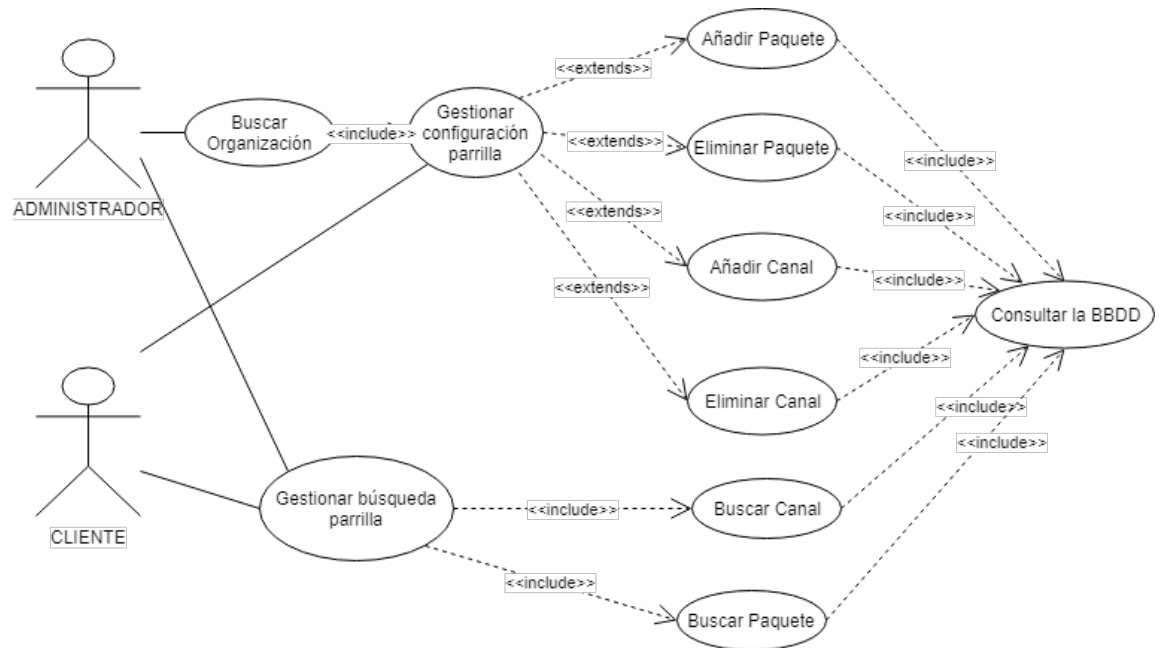 Añadir Paquete
<<extends>>
Buscar
Organización
<<include>>
Gestionar
configuración
parrilla
<<extends>>
Eliminar Paquete
<<include>>
ADMINISTRADOR
<<extends>>
<<include>>
Añadir Canal
<<include>>
<<extends>>
Consultar la BBDD
<<include>>
Eliminar Canal
<<include>>
<<include>>
Gestionar búsqueda
parrilla
<<include>>
Buscar Canal
CLIENTE
<<include>>
Buscar Paquete